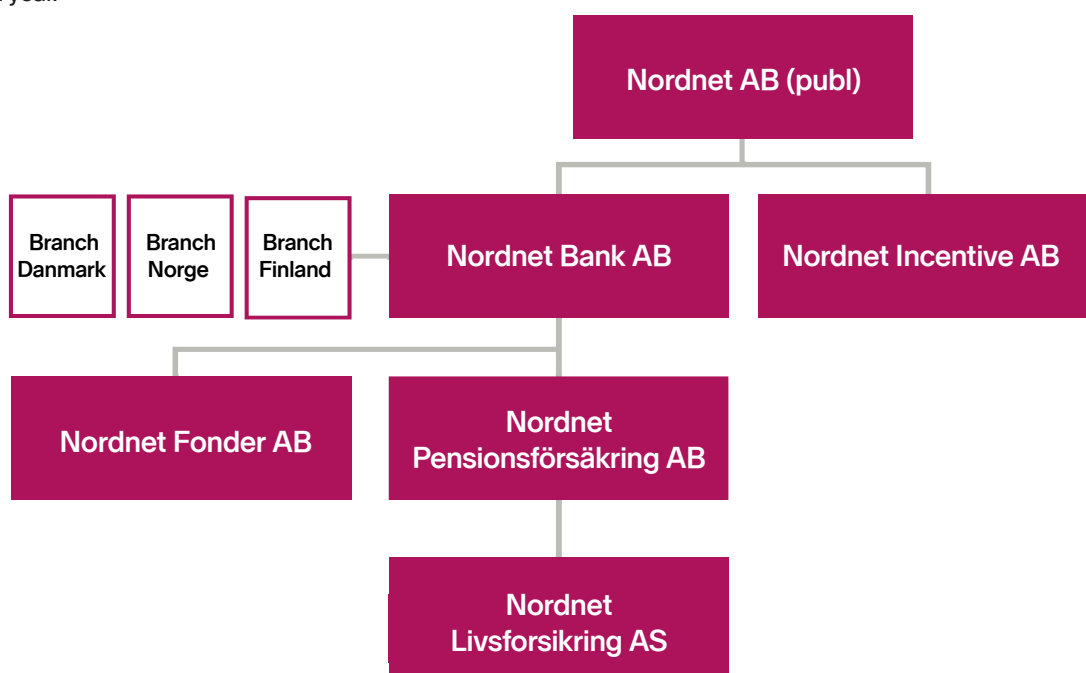 year.
Nordnet AB (publ)
Branch
Danmark
Branch
Norge
Branch
Finland
Nordnet Bank AB
Nordnet Incentive AB
Nordnet Fonder AB
Nordnet
Pensionsförsäkring AB
Nordnet
Livsforsikring AS